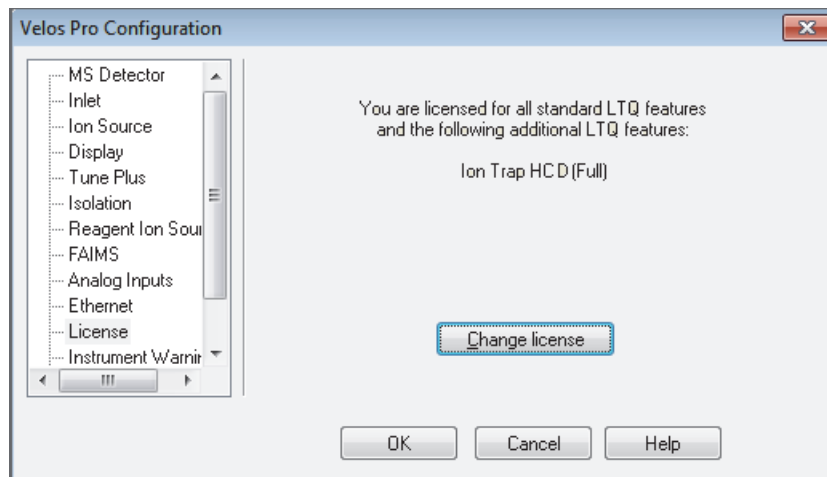 Velos Pro Configuration
MS Detector
Inlet
Ion Source
Display
Tune Plus
Isolation
Reagent Ion Sour
FAIMS
Analog Inputs
Ethernet
License
Instrument Warnin
You are licensed for all standard LTQ features
and the following additional LTQ features:
Ion Trap HCD (Full)
Change license
OK
Cancel
Help